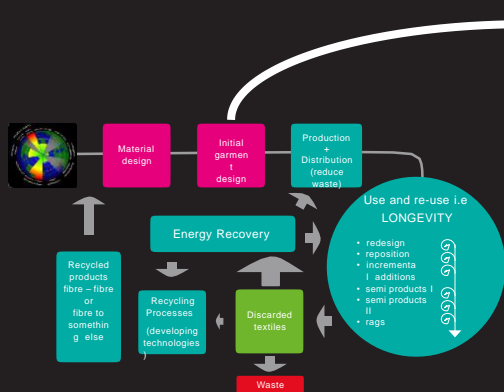 Material
design
Initial
garmen
t
design
Production
+
Distribution
(reduce
waste)
Use and re-use i.e
LONGEVITY
• redesign
• reposition
• incrementa
l additions
• semi products I
• semi products
II
• rags
Energy Recovery
Recycled
products
fibre – fibre
or
fibre to
somethin
g else
Recycling
Processes
(developing
technologies
)
Discarded
textiles
Waste